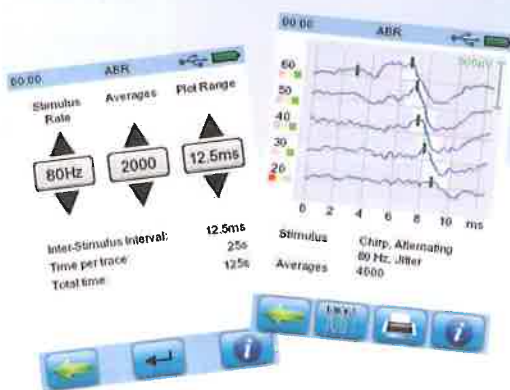 00:00 ABR
Stimulus Rate Averages Plot Range
80Hz 2000 12.5ms
Inter-Stimulus Interval: 12.5ms
Time per trace 25s
Total time: 125s
00:00 ABR
60
50
40
30
20
500nV
0 2 4 6 8 10 ms
Stimulus Chirp, Alternating
80 Hz, Jitter
Averages 4000